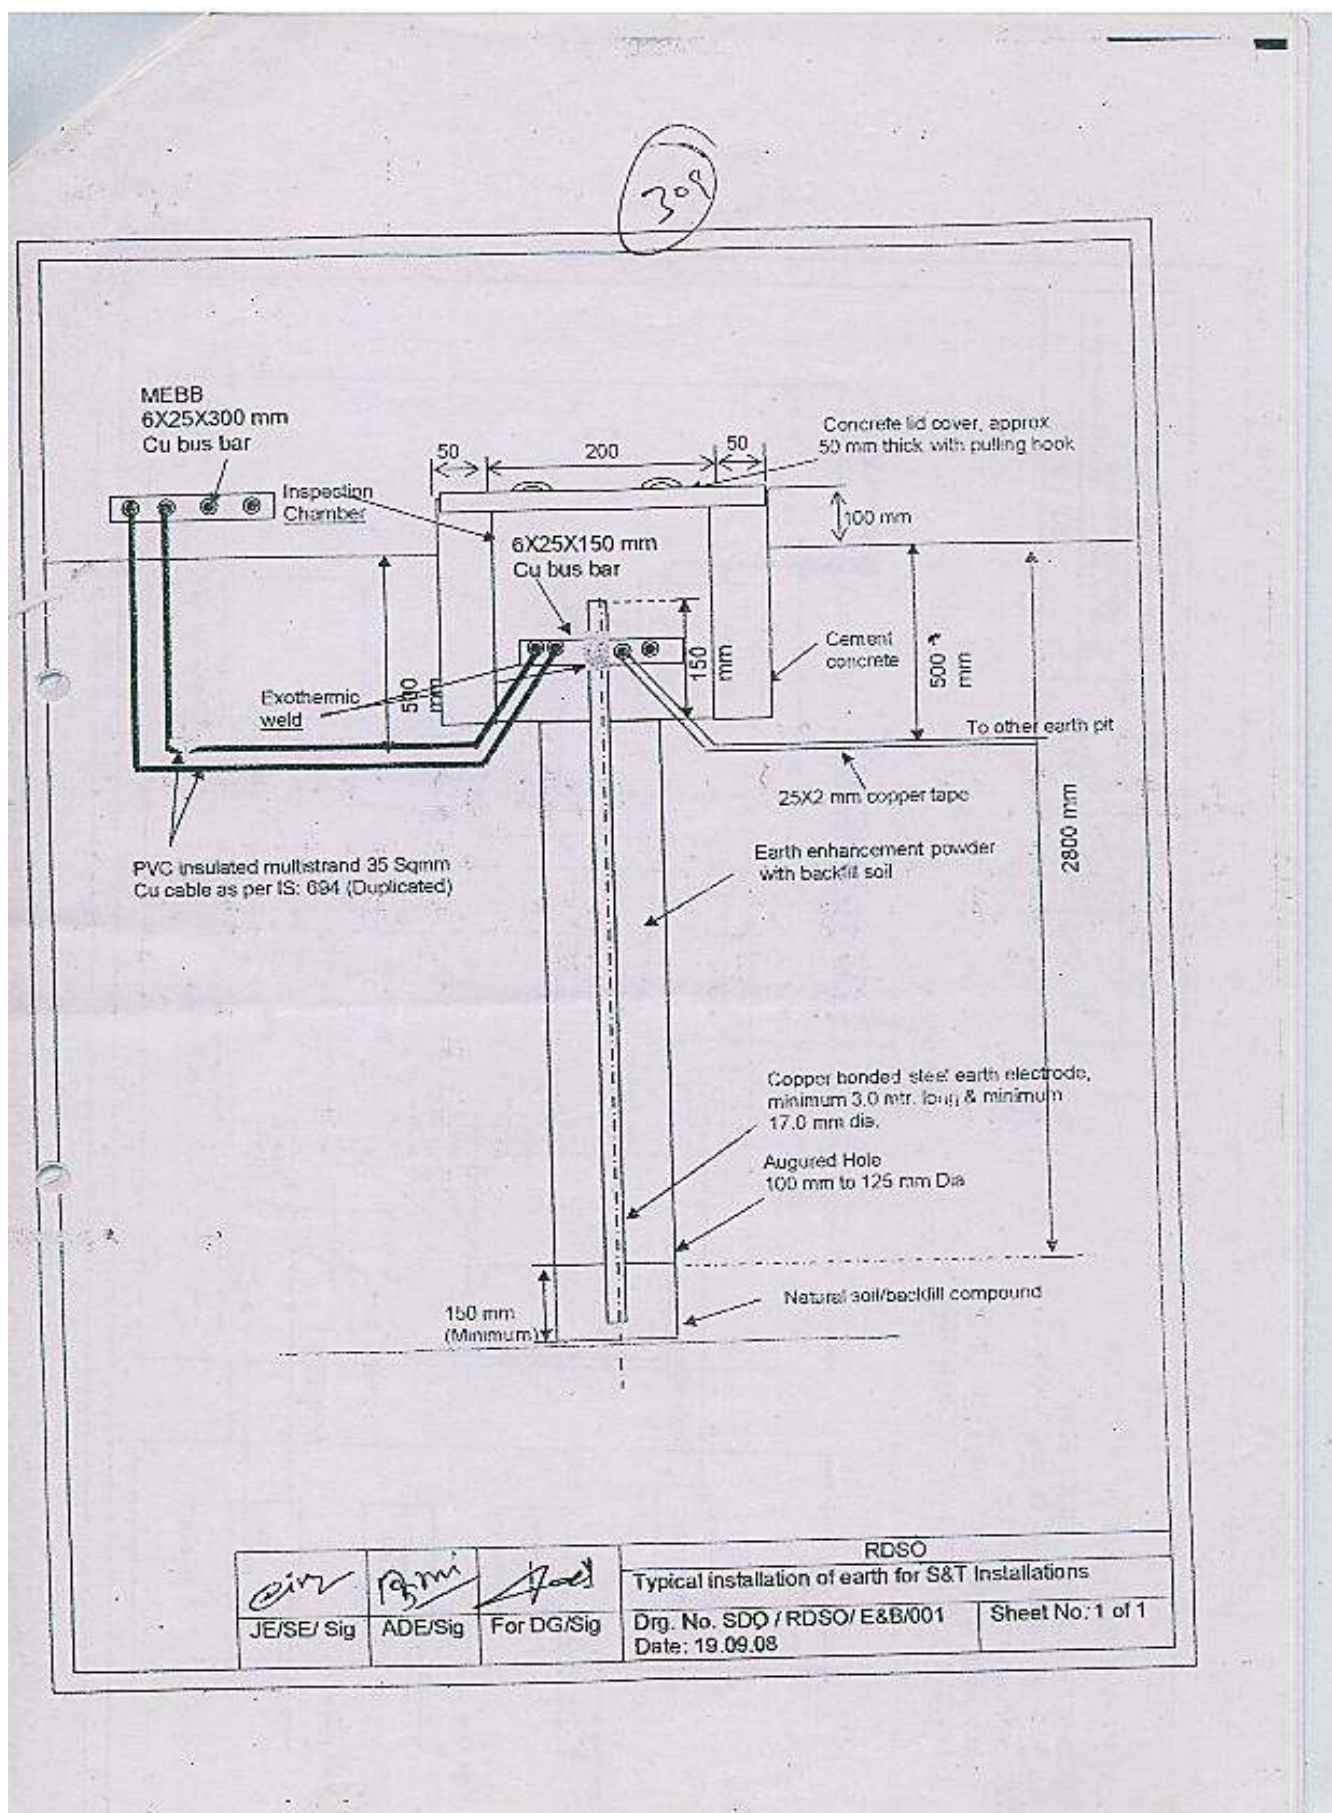 309
MEBB
6X25X300 mm
Cu bus bar
Concrete lid cover, approx
50 mm thick with pulling hook
50
200
50
Inspection
Chamber
100 mm
6X25X150 mm
Cu bus bar
150
mm
Cement
concrete
500
mm
Exothermic
weld
500
mm
To other earth pit
25X2 mm copper tape
2800 mm
Earth enhancement powder
with backfill soil
PVC insulated multistrand 35 Sqmm
Cu cable as per IS: 694 (Duplicated)
Copper bonded steel earth electrode,
minimum 3.0 mtr. long & minimum
17.0 mm dia.
Augured Hole
100 mm to 125 mm Dia
Natural soil/backfill compound
150 mm
(Minimum)
RDSO
Typical installation of earth for S&T Installations
JE/SE/ Sig
ADE/Sig
For DG/Sig
Drg. No. SDO / RDSO/ E&B/001
Sheet No.: 1 of 1
Date: 19.09.08